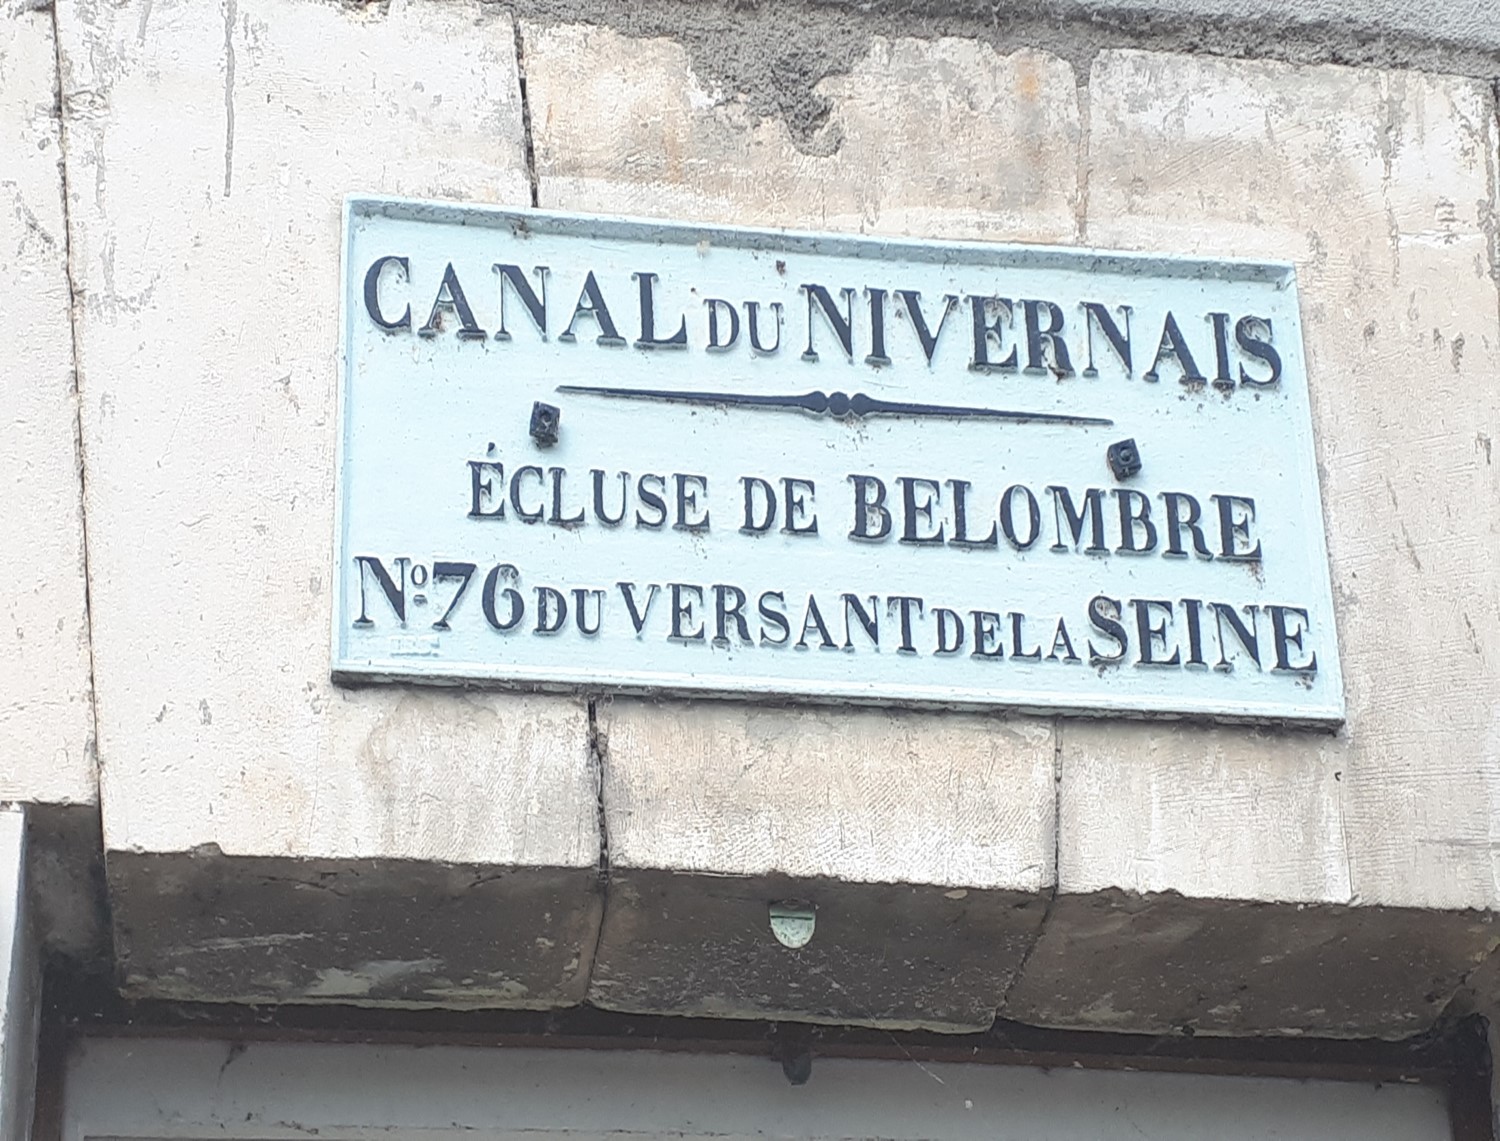 CANAL DU NIVERNAIS
ÉCLUSE DE BELOMBRE
Nº 76 DU VERSANT DE LA SEINE